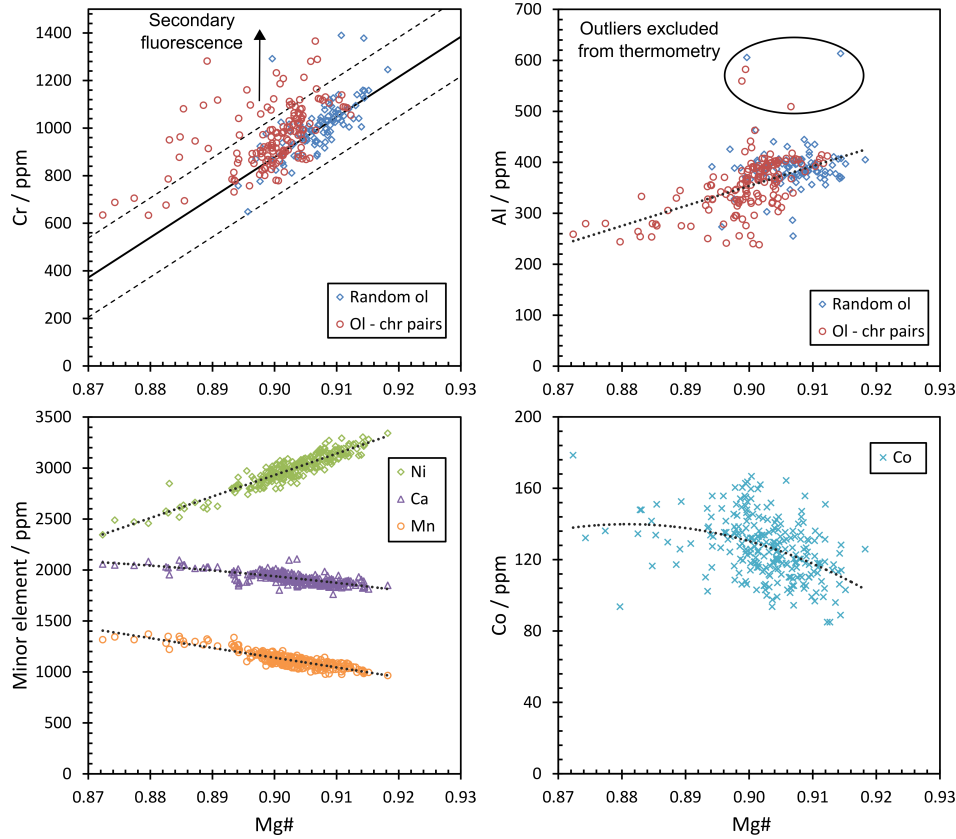 Cr / ppm
1400
1200
1000
800
600
400
200
0
Secondary
fluorescence
Random ol
Ol - chr pairs
0.87 0.88 0.89 0.90 0.91 0.92 0.93
Al / ppm
700
600
500
400
300
200
100
0
Outliers excluded
from thermometry
Random ol
Ol - chr pairs
0.87 0.88 0.89 0.90 0.91 0.92 0.93
Minor element / ppm
3500
3000
2500
2000
1500
1000
500
0
Ni
Ca
Mn
0.87 0.88 0.89 0.90 0.91 0.92 0.93
Mg#
Co / ppm
200
160
120
80
40
0
Co
0.87 0.88 0.89 0.90 0.91 0.92 0.93
Mg#